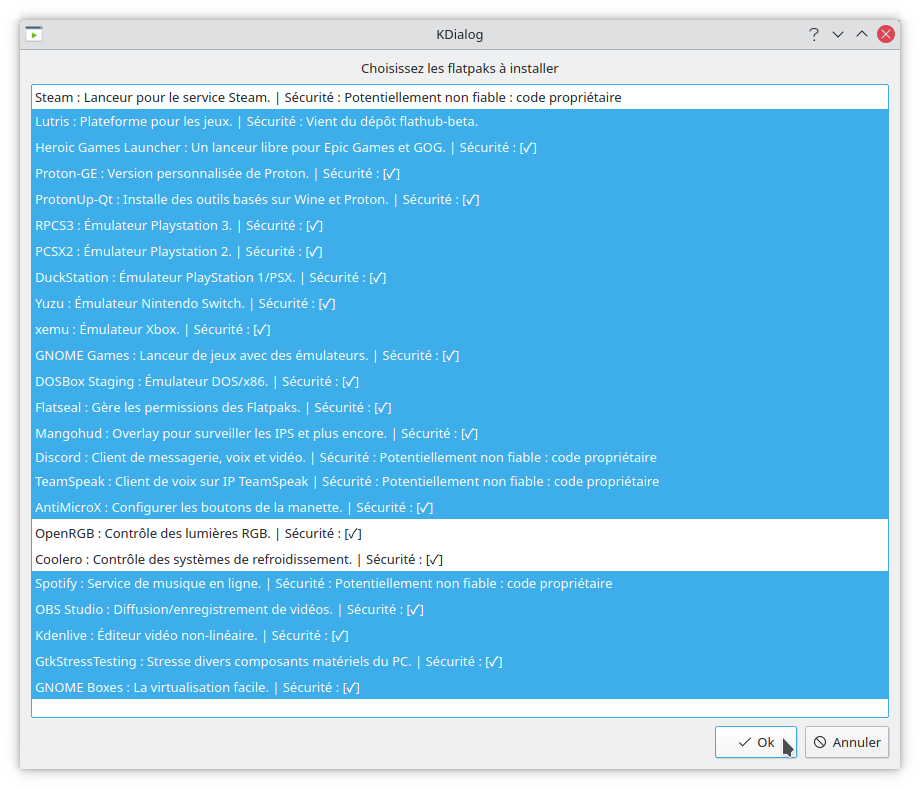 KDialog
Choisissez les flatpaks à installer
Steam : Lanceur pour le service Steam. | Sécurité : Potentiellement non fiable : code propriétaire
Lutris : Plateforme pour les jeux. | Sécurité : Vient du dépôt flathub-beta.
Heroic Games Launcher : Un lanceur libre pour Epic Games et GOG. | Sécurité : [✓]
Proton-GE : Version personnalisée de Proton. | Sécurité : [✓]
ProtonUp-Qt : Installe des outils basés sur Wine et Proton. | Sécurité : [✓]
RPCS3 : Émulateur Playstation 3. | Sécurité : [✓]
PCSX2 : Émulateur Playstation 2. | Sécurité : [✓]
DuckStation : Émulateur PlayStation 1/PSX. | Sécurité : [✓]
Yuzu : Émulateur Nintendo Switch. | Sécurité : [✓]
xemu : Émulateur Xbox. | Sécurité : [✓]
GNOME Games : Lanceur de jeux avec des émulateurs. | Sécurité : [✓]
DOSBox Staging : Émulateur DOS/x86. | Sécurité : [✓]
Flatseal : Gère les permissions des Flatpaks. | Sécurité : [✓]
Mangohud : Overlay pour surveiller les IPS et plus encore. | Sécurité : [✓]
Discord : Client de messagerie, voix et vidéo. | Sécurité : Potentiellement non fiable : code propriétaire
TeamSpeak : Client de voix sur IP TeamSpeak | Sécurité : Potentiellement non fiable : code propriétaire
AntiMicroX : Configurer les boutons de la manette. | Sécurité : [✓]
OpenRGB : Contrôle des lumières RGB. | Sécurité : [✓]
Coolero : Contrôle des systèmes de refroidissement. | Sécurité : [✓]
Spotify : Service de musique en ligne. | Sécurité : Potentiellement non fiable : code propriétaire
OBS Studio : Diffusion/enregistrement de vidéos. | Sécurité : [✓]
Kdenlive : Éditeur vidéo non-linéaire. | Sécurité : [✓]
GtkStressTesting : Stresse divers composants matériels du PC. | Sécurité : [✓]
GNOME Boxes : La virtualisation facile. | Sécurité : [✓]
Ok
Annuler